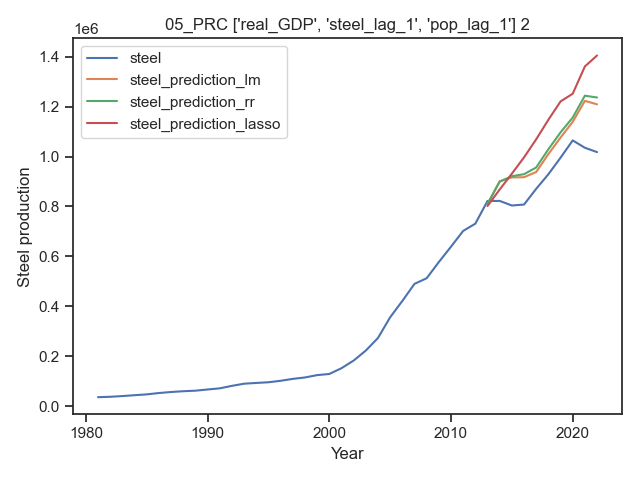 05_PRC ['real_GDP', 'steel_lag_1', 'pop_lag_1'] 2
1e6
steel
steel_prediction_lm
steel_prediction_rr
steel_prediction_lasso
1.4
1.2
1.0
0.8
0.6
0.4
0.2
0.0
Steel production
1980
1990
2000
2010
2020
Year